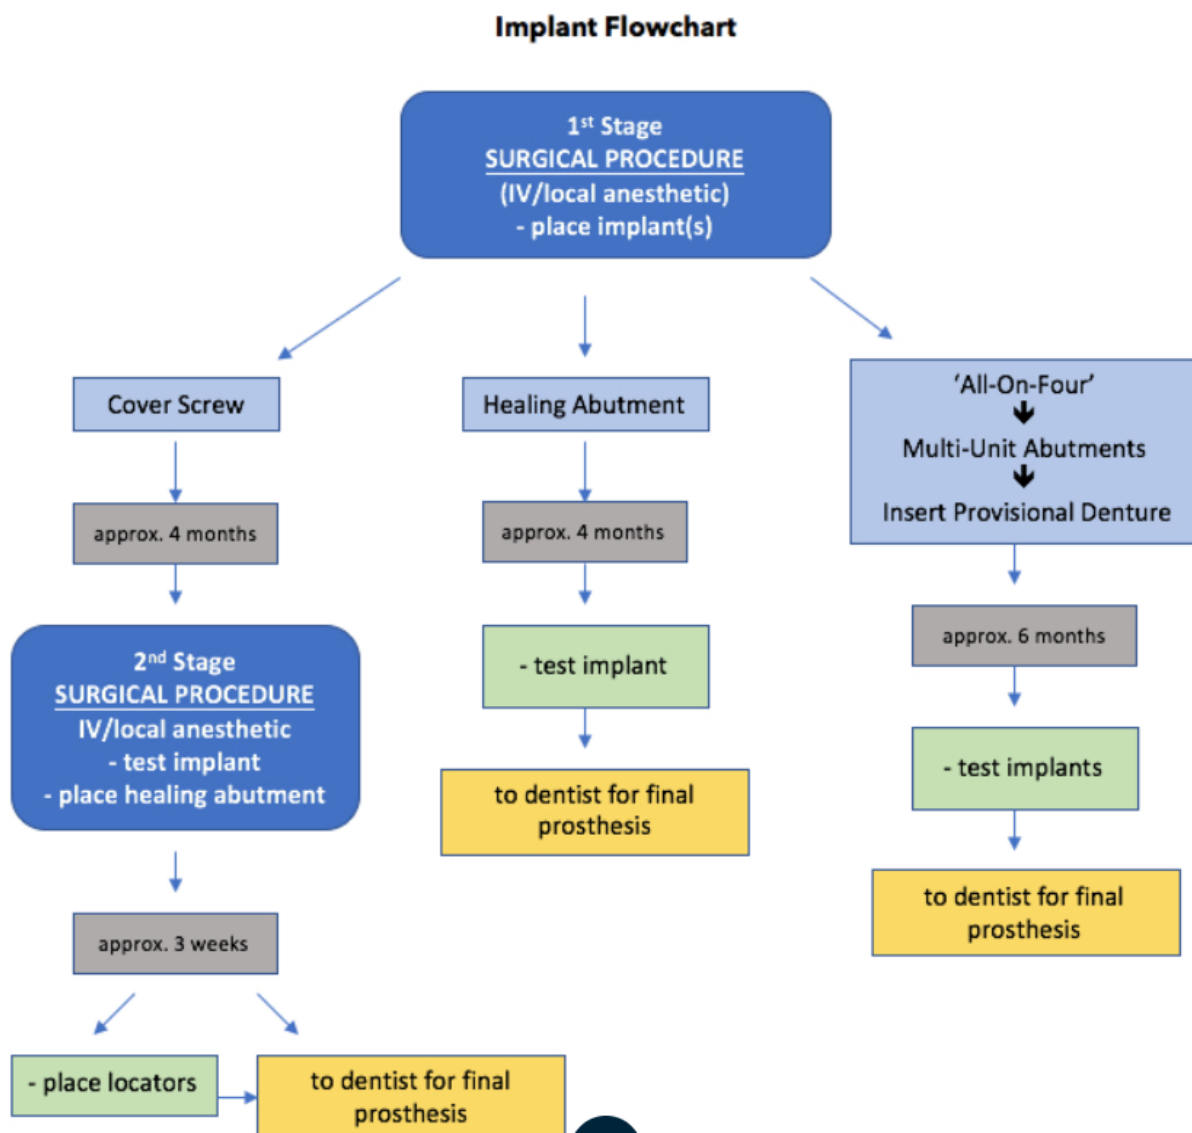 Implant Flowchart
1st Stage
SURGICAL PROCEDURE
(IV/local anesthetic)
- place implant(s)
Cover Screw
approx. 4 months
2nd Stage
SURGICAL PROCEDURE
IV/local anesthetic
- test implant
- place healing abutment
approx. 3 weeks
- place locators
to dentist for final
prosthesis
Healing Abutment
approx. 4 months
- test implant
to dentist for final
prosthesis
‘All-On-Four’
Multi-Unit Abutments
Insert Provisional Denture
approx. 6 months
- test implants
to dentist for final
prosthesis